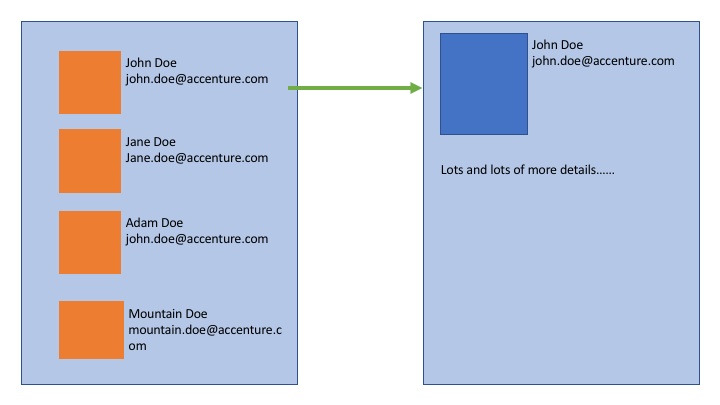 John Doe
john.doe@accenture.com
Jane Doe
Jane.doe@accenture.com
Adam Doe
john.doe@accenture.com
Mountain Doe
mountain.doe@accenture.c
om
John Doe
john.doe@accenture.com
Lots and lots of more details......